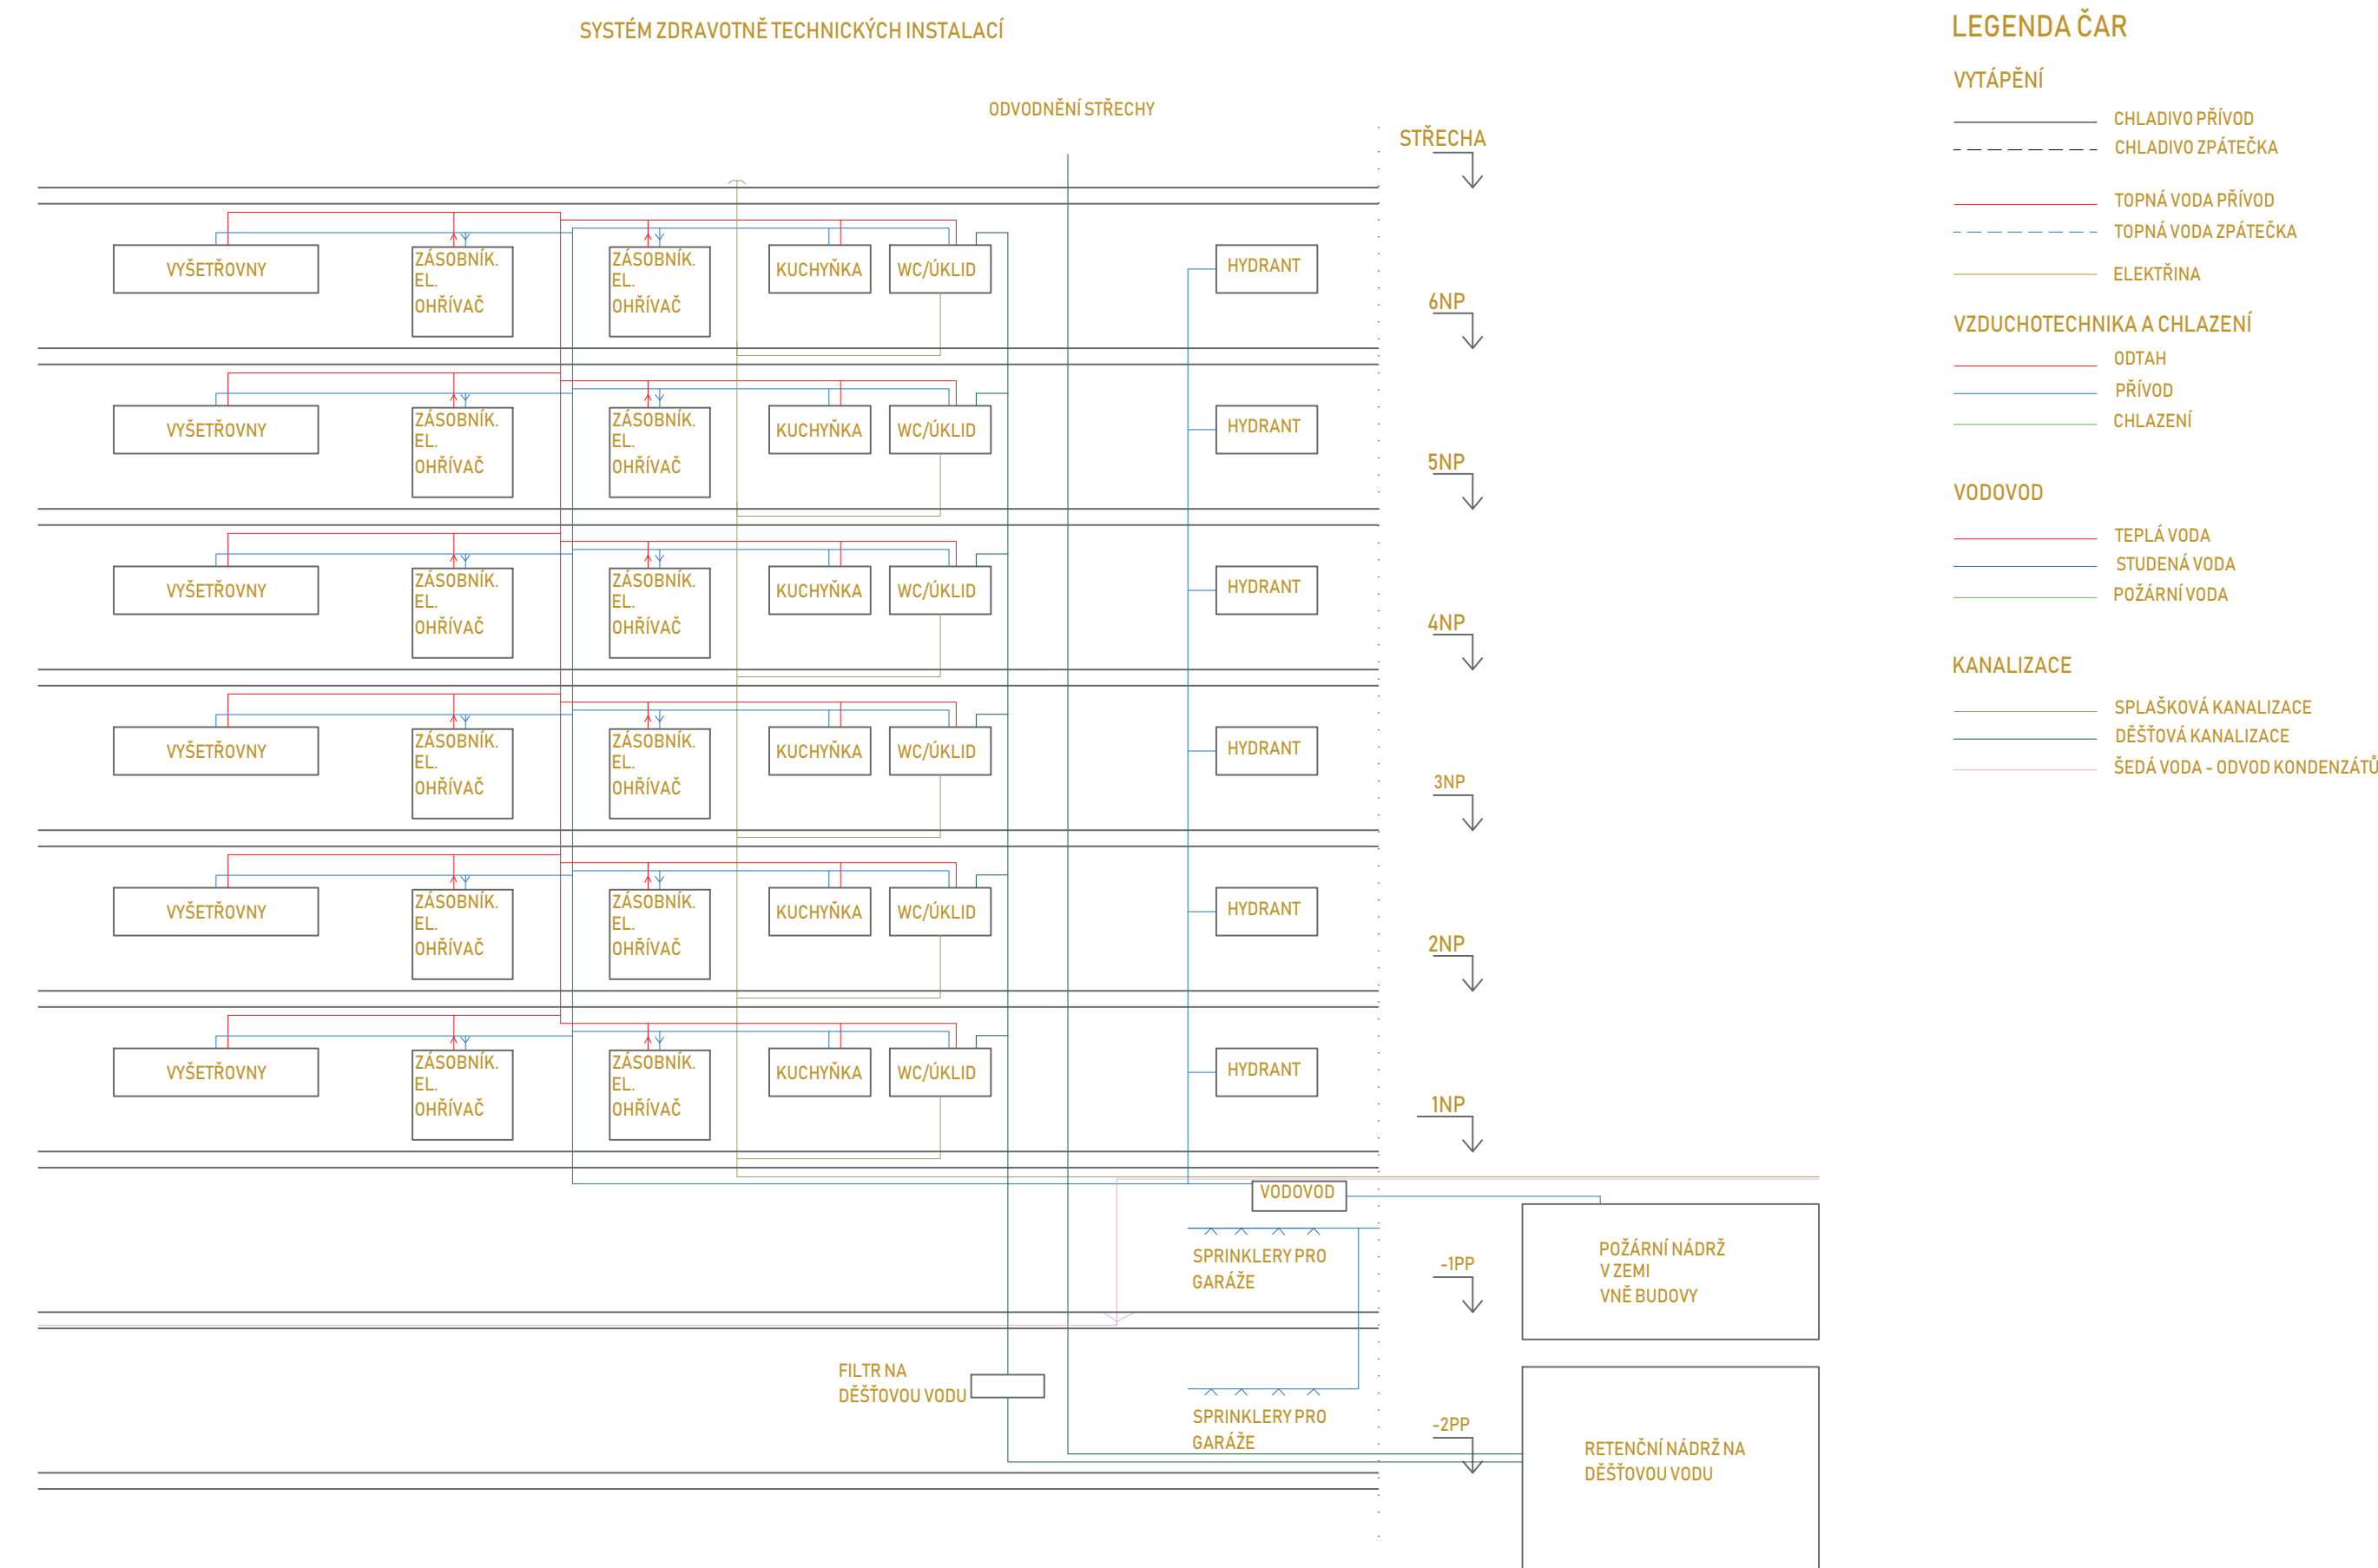 SYSTÉM ZDRAVOTNĚ TECHNICKÝCH INSTALACÍ
ODVODNĚNÍ STŘECHY
STŘECHA
VYŠETŘOVNY
ZÁSOBNÍK.
EL.
OHŘÍVAČ
ZÁSOBNÍK.
EL.
OHŘÍVAČ
KUCHYŇKA
WC/ÚKLID
HYDRANT
6NP
VYŠETŘOVNY
ZÁSOBNÍK.
EL.
OHŘÍVAČ
ZÁSOBNÍK.
EL.
OHŘÍVAČ
KUCHYŇKA
WC/ÚKLID
HYDRANT
5NP
VYŠETŘOVNY
ZÁSOBNÍK.
EL.
OHŘÍVAČ
ZÁSOBNÍK.
EL.
OHŘÍVAČ
KUCHYŇKA
WC/ÚKLID
HYDRANT
4NP
VYŠETŘOVNY
ZÁSOBNÍK.
EL.
OHŘÍVAČ
ZÁSOBNÍK.
EL.
OHŘÍVAČ
KUCHYŇKA
WC/ÚKLID
HYDRANT
3NP
VYŠETŘOVNY
ZÁSOBNÍK.
EL.
OHŘÍVAČ
ZÁSOBNÍK.
EL.
OHŘÍVAČ
KUCHYŇKA
WC/ÚKLID
HYDRANT
2NP
VYŠETŘOVNY
ZÁSOBNÍK.
EL.
OHŘÍVAČ
ZÁSOBNÍK.
EL.
OHŘÍVAČ
KUCHYŇKA
WC/ÚKLID
HYDRANT
1NP
VODOVOD
SPRINKLERY PRO
GARÁŽE
-1PP
POŽÁRNÍ NÁDRŽ
V ZEMI
VNĚ BUDOVY
FILTR NA
DĚŠŤOVOU VODU
SPRINKLERY PRO
GARÁŽE
-2PP
RETENČNÍ NÁDRŽ NA
DĚŠŤOVOU VODU
LEGENDA ČAR
VYTÁPĚNÍ
CHLADIVO PŘÍVOD
CHLADIVO ZPÁTEČKA
TOPNÁ VODA PŘÍVOD
TOPNÁ VODA ZPÁTEČKA
ELEKTŘINA
VZDUCHOTECHNIKA A CHLAZENÍ
ODTAH
PŘÍVOD
CHLAZENÍ
VODOVOD
TEPLÁ VODA
STUDENÁ VODA
POŽÁRNÍ VODA
KANALIZACE
SPLAŠKOVÁ KANALIZACE
DĚŠŤOVÁ KANALIZACE
ŠEDÁ VODA - ODVOD KONDENZÁTŮ